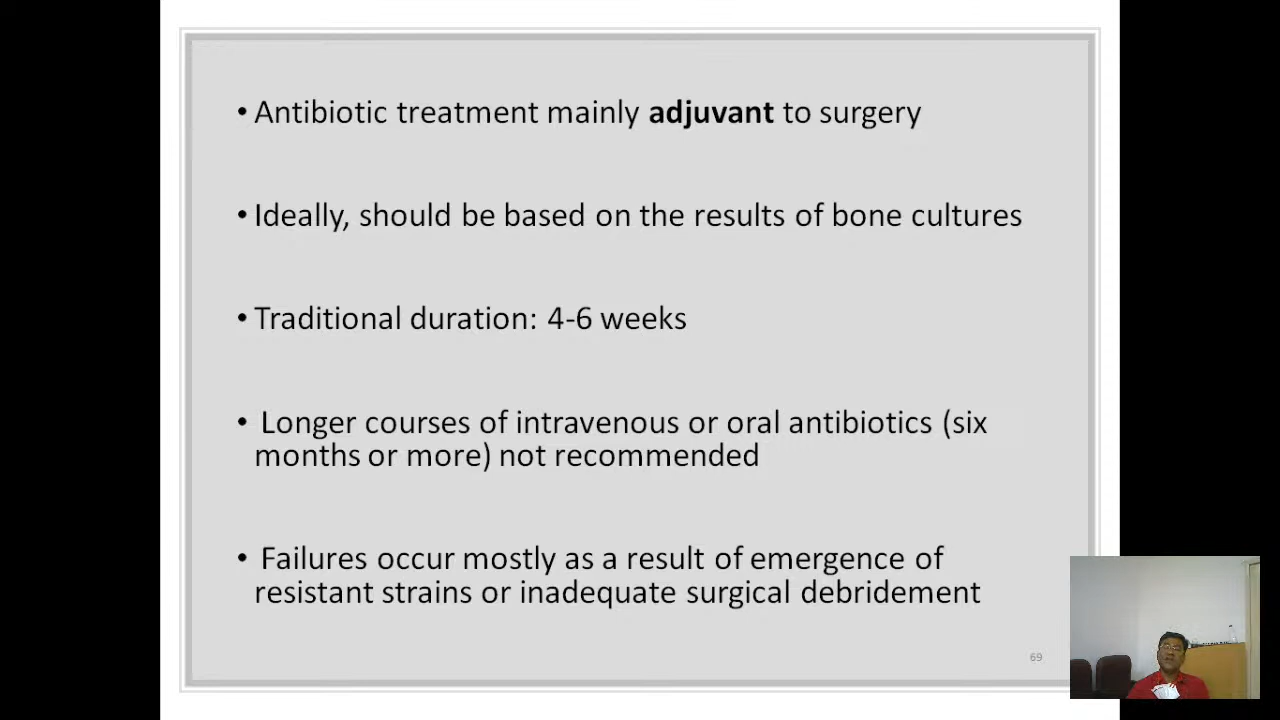 • Antibiotic treatment mainly adjuvant to surgery
• Ideally, should be based on the results of bone cultures
• Traditional duration: 4-6 weeks
• Longer courses of intravenous or oral antibiotics (six
months or more) not recommended
• Failures occur mostly as a result of emergence of
resistant strains or inadequate surgical debridement
69